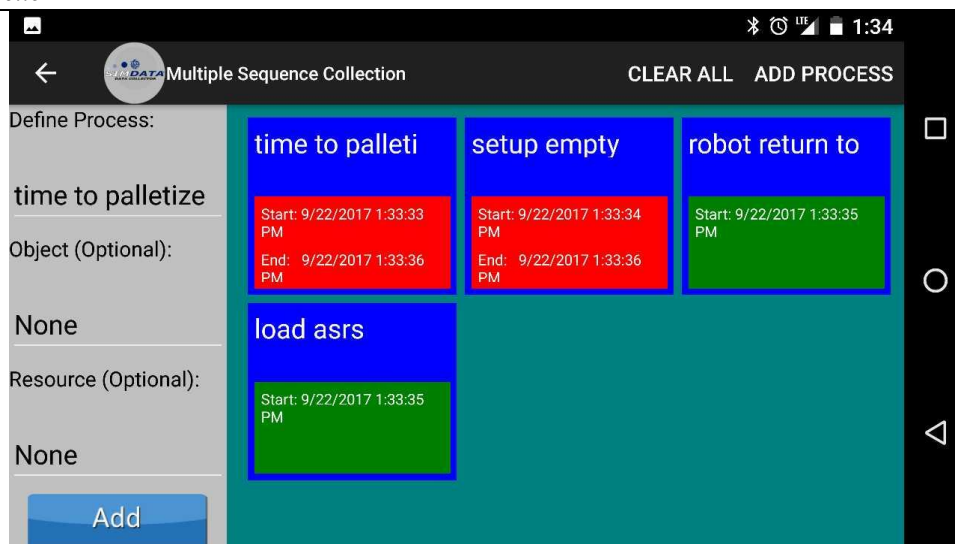 LTE 1:34
DATA
Multiple Sequence Collection CLEAR ALL ADD PROCESS
Define Process:
time to palletize
Object (Optional):
None
Resource (Optional):
None
Add
time to palleti
Start: 9/22/2017 1:33:33
PM
End: 9/22/2017 1:33:36
PM
setup empty
Start: 9/22/2017 1:33:34
PM
End: 9/22/2017 1:33:36
PM
robot return to
Start: 9/22/2017 1:33:35
PM
load asrs
Start: 9/22/2017 1:33:35
PM